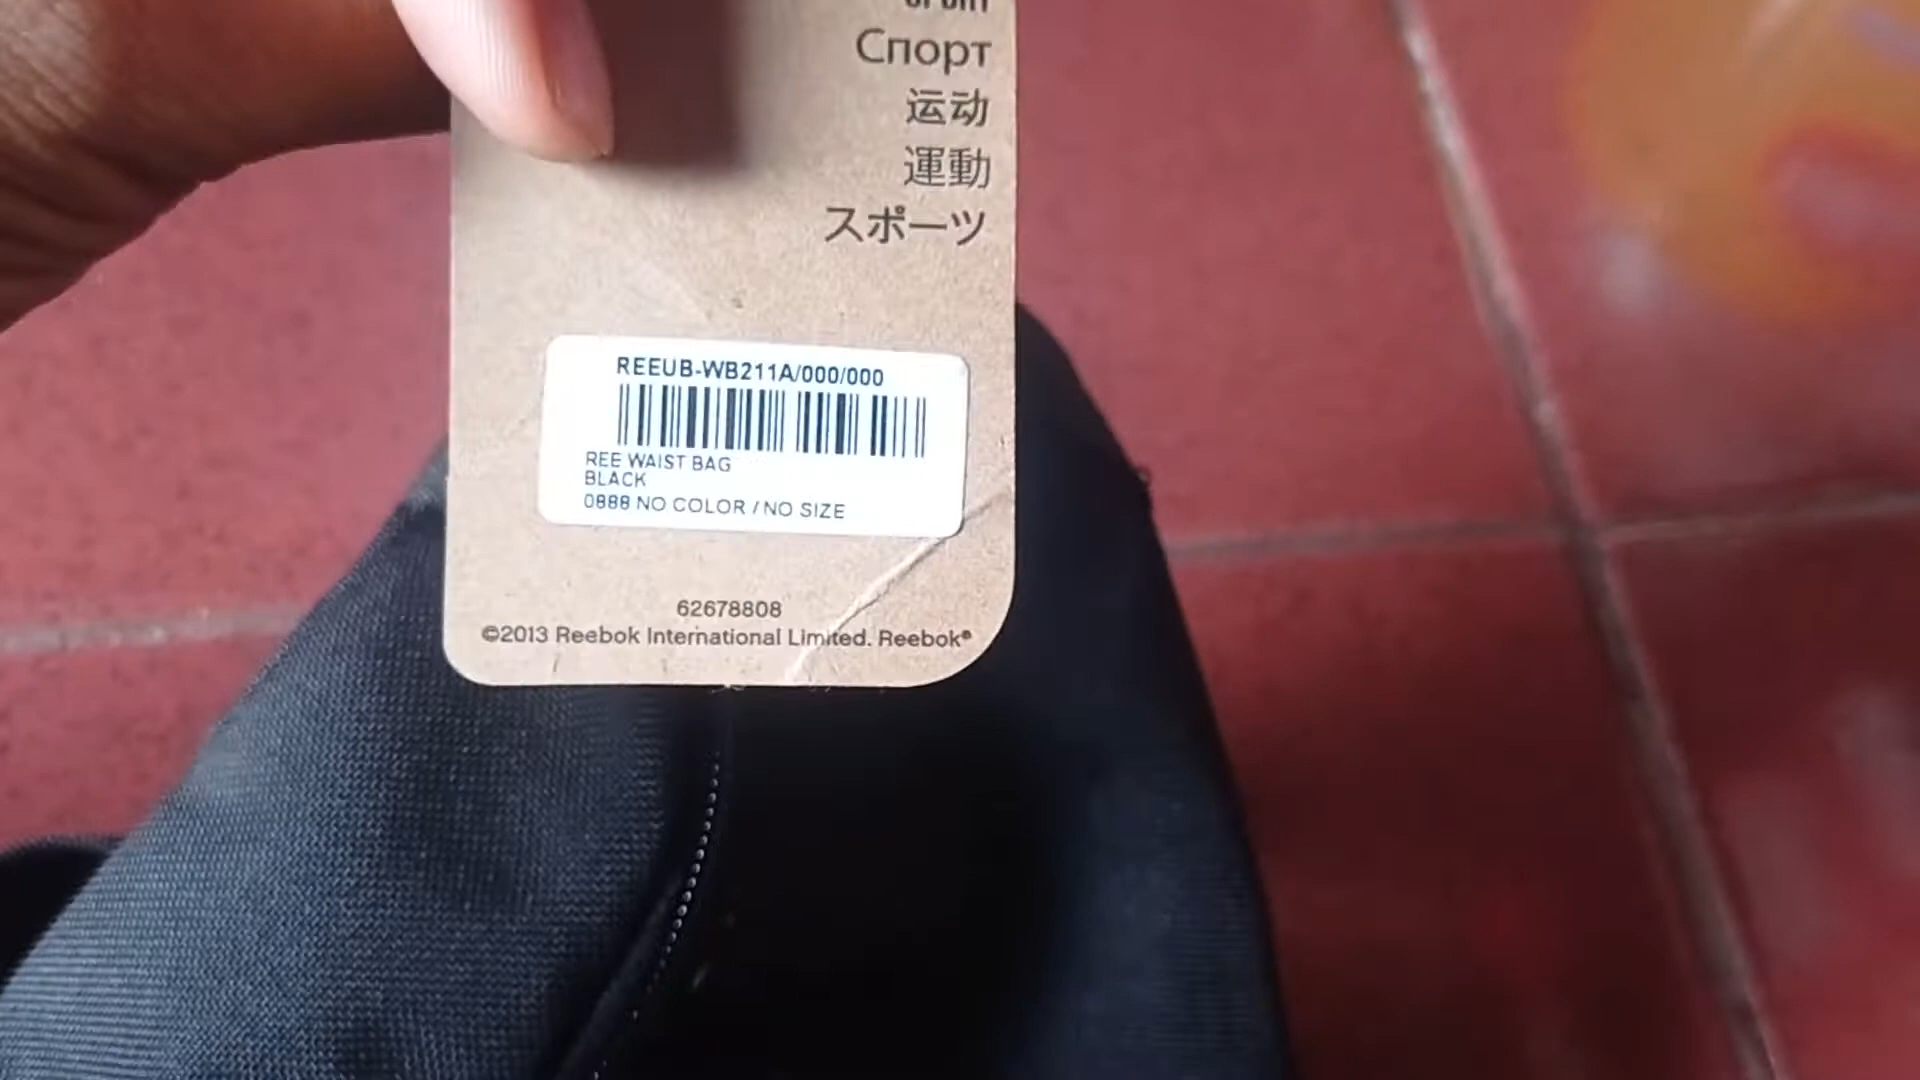 SPORT
Спорт
运动
運動
スポーツ
REEUB-WB211A/000/000
REE WAIST BAG
BLACK
0888 NO COLOR / NO SIZE
62678808
©2013 Reebok International Limited. Reebok®